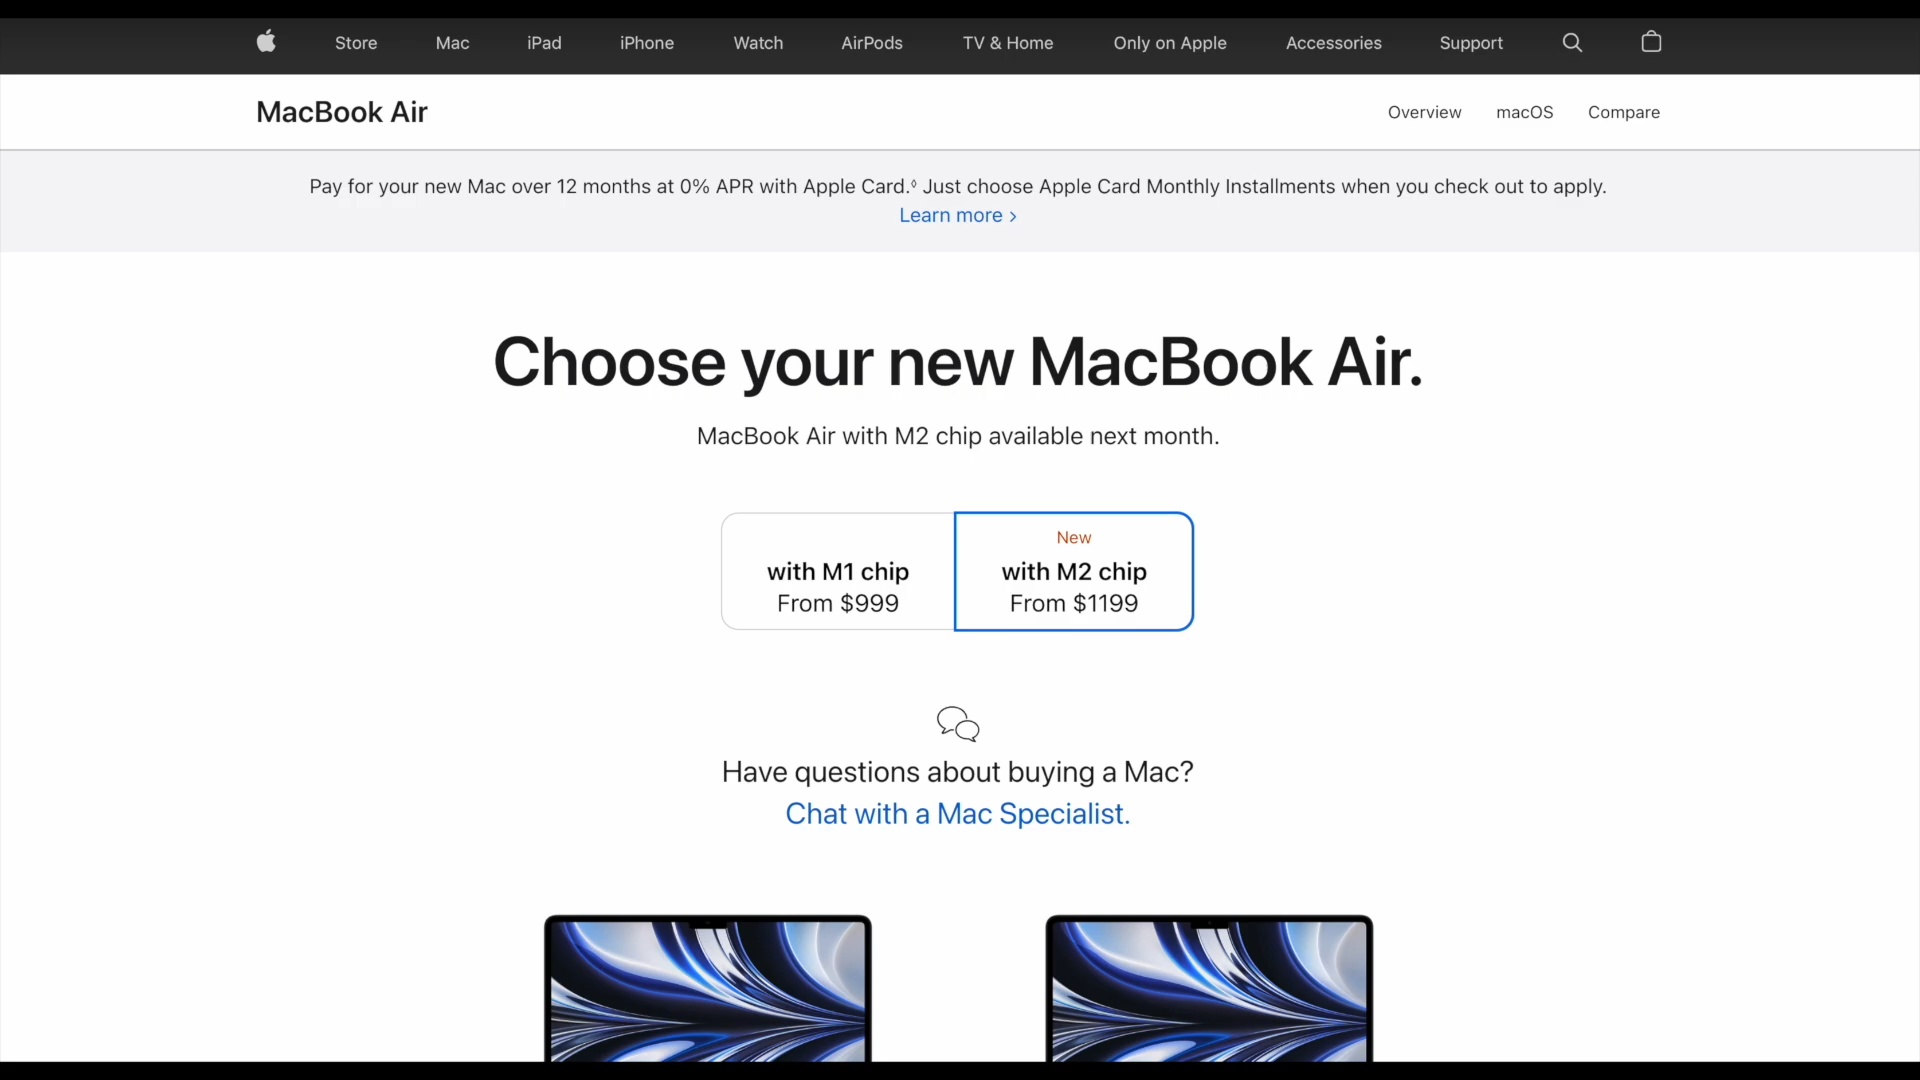 Store Mac iPad iPhone Watch AirPods TV & Home Only on Apple Accessories Support
MacBook Air
Overview macOS Compare
Pay for your new Mac over 12 months at 0% APR with Apple Card.◊ Just choose Apple Card Monthly Installments when you check out to apply.
Learn more >
Choose your new MacBook Air.
MacBook Air with M2 chip available next month.
with M1 chip
From $999
New
with M2 chip
From $1199
Have questions about buying a Mac?
Chat with a Mac Specialist.